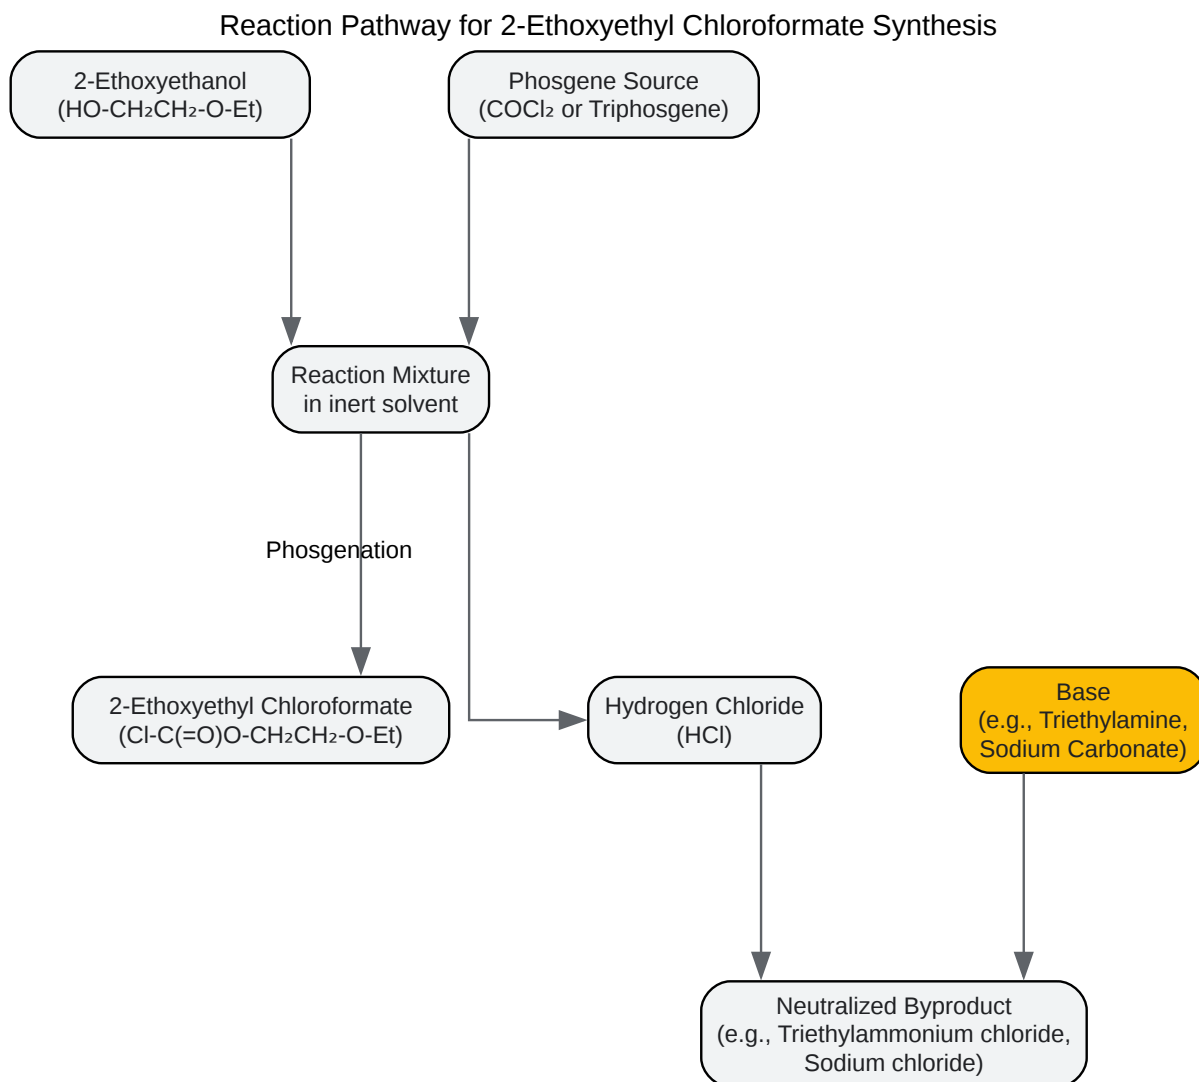 Reaction Pathway for 2-Ethoxyethyl Chloroformate Synthesis
2-Ethoxyethanol
(HO-CH₂CH₂-O-Et)
Phosgene Source
(COCl₂ or Triphosgene)
Reaction Mixture
in inert solvent
Phosgenation
2-Ethoxyethyl Chloroformate
(Cl-C(=O)O-CH₂CH₂-O-Et)
Hydrogen Chloride
(HCl)
Base
(e.g., Triethylamine,
Sodium Carbonate)
Neutralized Byproduct
(e.g., Triethylammonium chloride,
Sodium chloride)